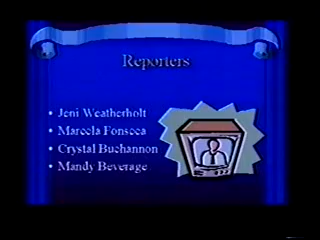 Reporters
• Jeni Weatherholt
• Marcela Fonseca
• Crystal Buchannon
• Mandy Beverage